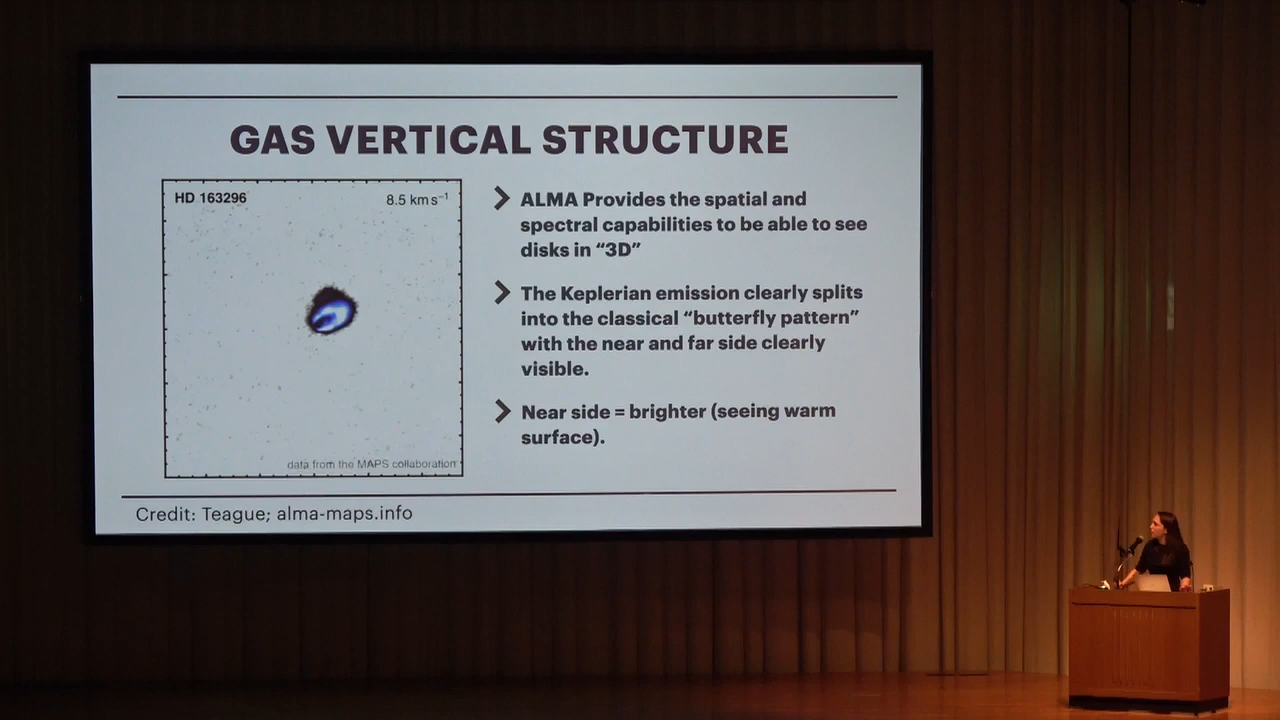 GAS VERTICAL STRUCTURE
HD 163296
8.5 km s⁻¹
data from the MAPS collaboration
ALMA Provides the spatial and
spectral capabilities to be able to see
disks in “3D”
The Keplerian emission clearly splits
into the classical “butterfly pattern”
with the near and far side clearly
visible.
Near side = brighter (seeing warm
surface).
Credit: Teague; alma-maps.info